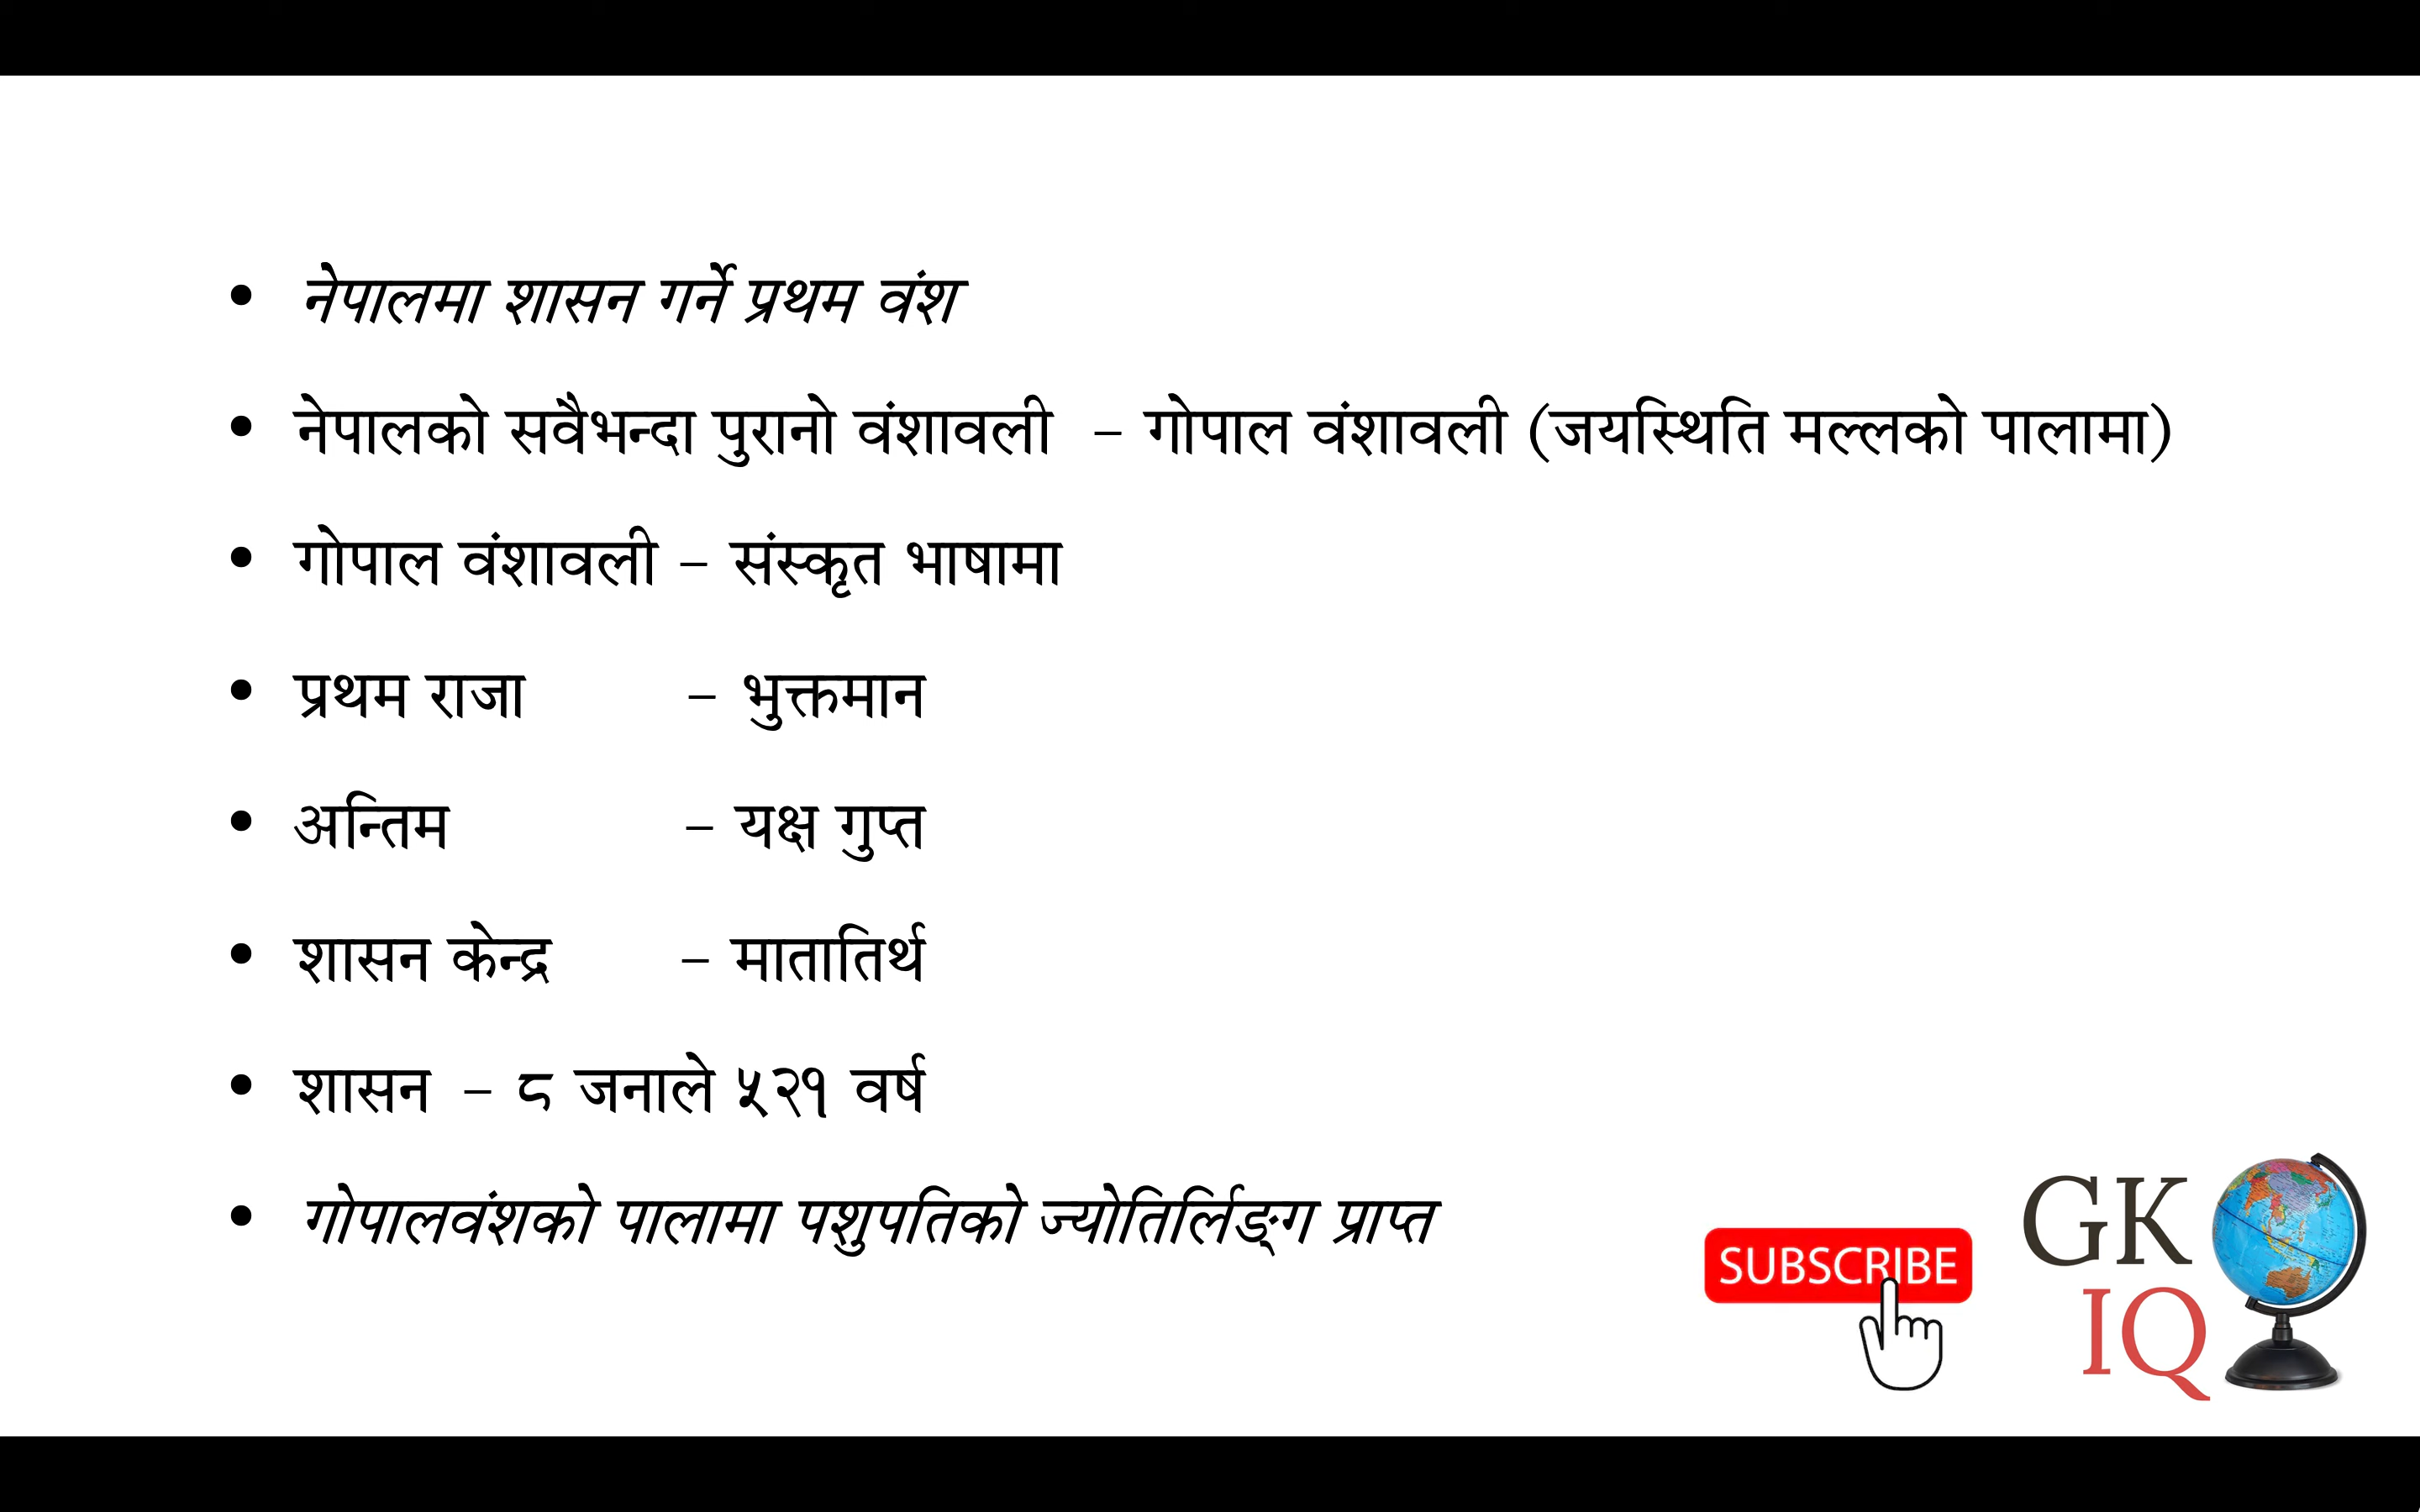 • नेपालमा शासन गर्ने प्रथम वंश
• नेपालको सवैभन्दा पुरानो वंशावली – गोपाल वंशावली (जयस्थिति मल्लको पालामा)
• गोपाल वंशावली – संस्कृत भाषामा
• प्रथम राजा – भुक्तमान
• अन्तिम – यक्ष गुप्त
• शासन केन्द्र – मातातिर्थ
• शासन – ८ जनाले ५२१ वर्ष
• गोपालवंशको पालामा पशुपतिको ज्योतिर्लिङ्ग प्राप्त
SUBSCRIBE
GK
IQ